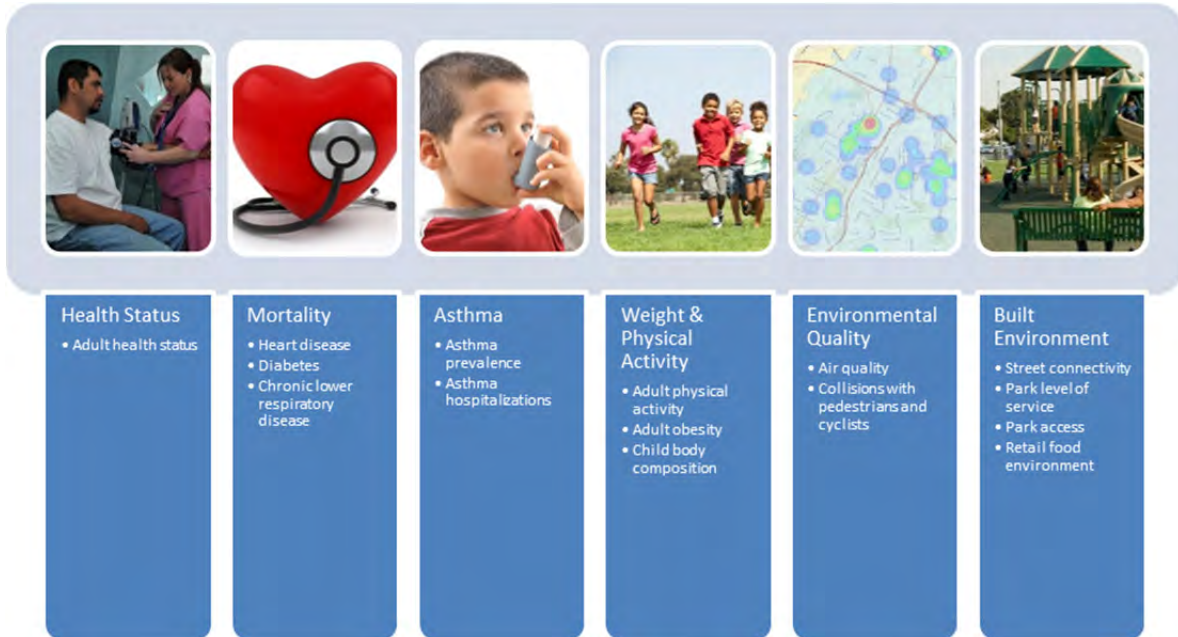 Health Status
• Adult health status
Mortality
• Heart disease
• Diabetes
• Chronic lower
respiratory
disease
Asthma
• Asthma
prevalence
• Asthma
hospitalizations
Weight &
Physical
Activity
• Adult physical
activity
• Adult obesity
• Child body
composition
Environmental
Quality
• Air quality
• Collisions with
pedestrians and
cyclists
Built
Environment
• Street connectivity
• Park level of
service
• Park access
• Retail food
environment